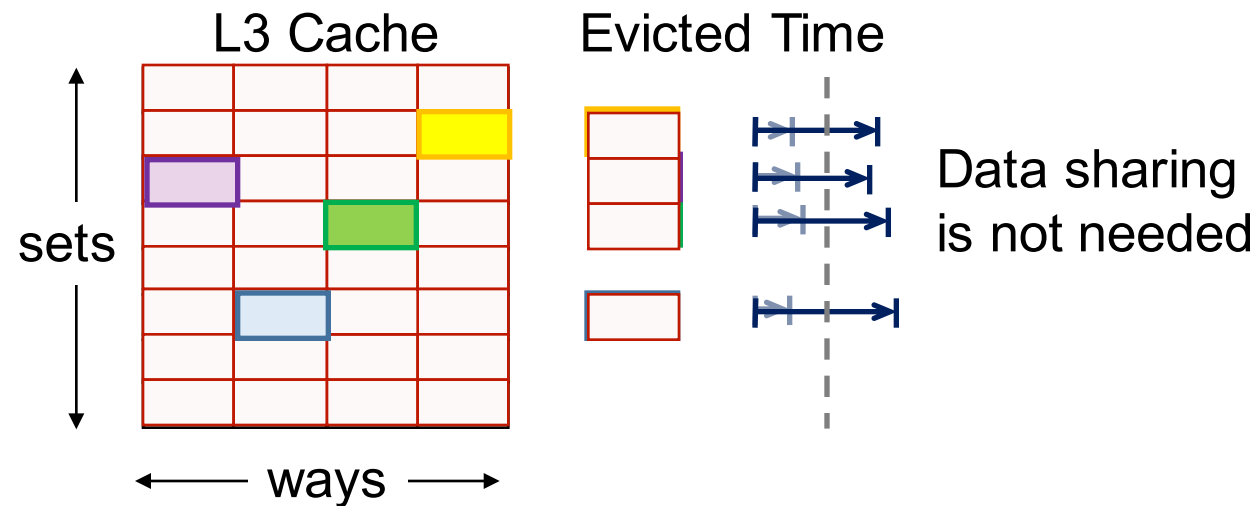 L3 Cache
Evicted Time
Data sharing
is not needed
sets
ways